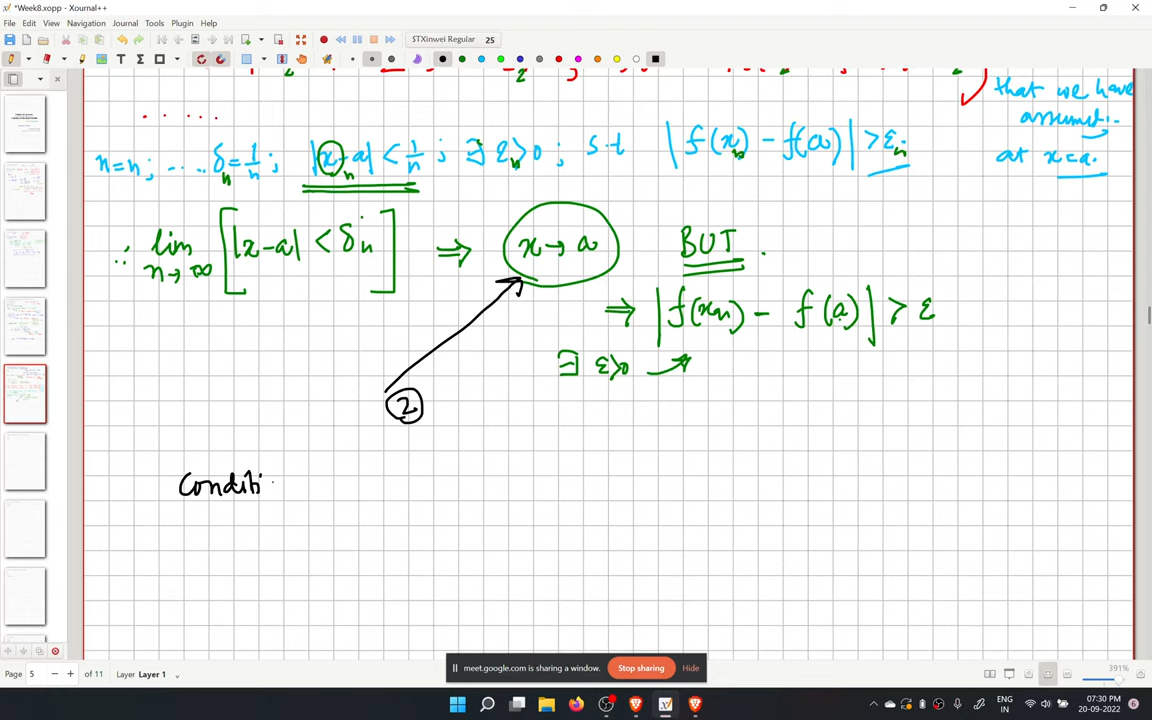 *Week8.xopp - Xournal++
File Edit View Navigation Journal Tools Plugin Help
STXinwei Regular 25
that we have
assumed.
at x=a.
. . . . . .
n=n; .... δn = 1/n ; |xn - a| < 1/n ; ∃ εn>0 ; s.t |f(xn) - f(a)| > εn.
∴ lim n→∞ [|x-a| < δn] ⇒ x→a BUT
⇒ |f(xn) - f(a)| > ε
∃ ε>0
2
Conditi
meet.google.com is sharing a window. Stop sharing Hide
391%
Page 5 of 11 Layer Layer 1
ENG
IN
07:30 PM
20-09-2022
6